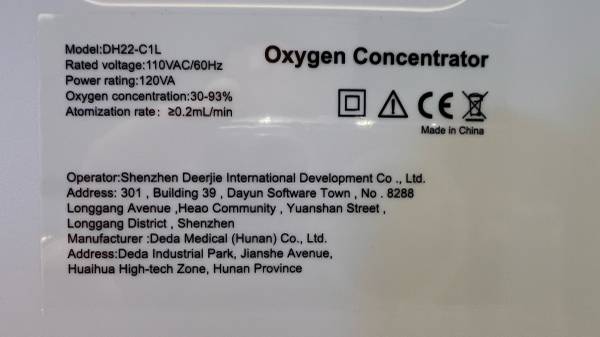 Model:DH22-C1L
Rated voltage:110VAC/60Hz
Power rating:120VA
Oxygen concentration:30-93%
Atomization rate: ≥0.2mL/min
Oxygen Concentrator
CE
Made in China
Operator:Shenzhen Deerjie International Development Co ., Ltd.
Address: 301 , Building 39 , Dayun Software Town , No . 8288
Longgang Avenue ,Heao Community , Yuanshan Street ,
Longgang District , Shenzhen
Manufacturer :Deda Medical (Hunan) Co., Ltd.
Address:Deda Industrial Park, Jianshe Avenue,
Huaihua High-tech Zone, Hunan Province